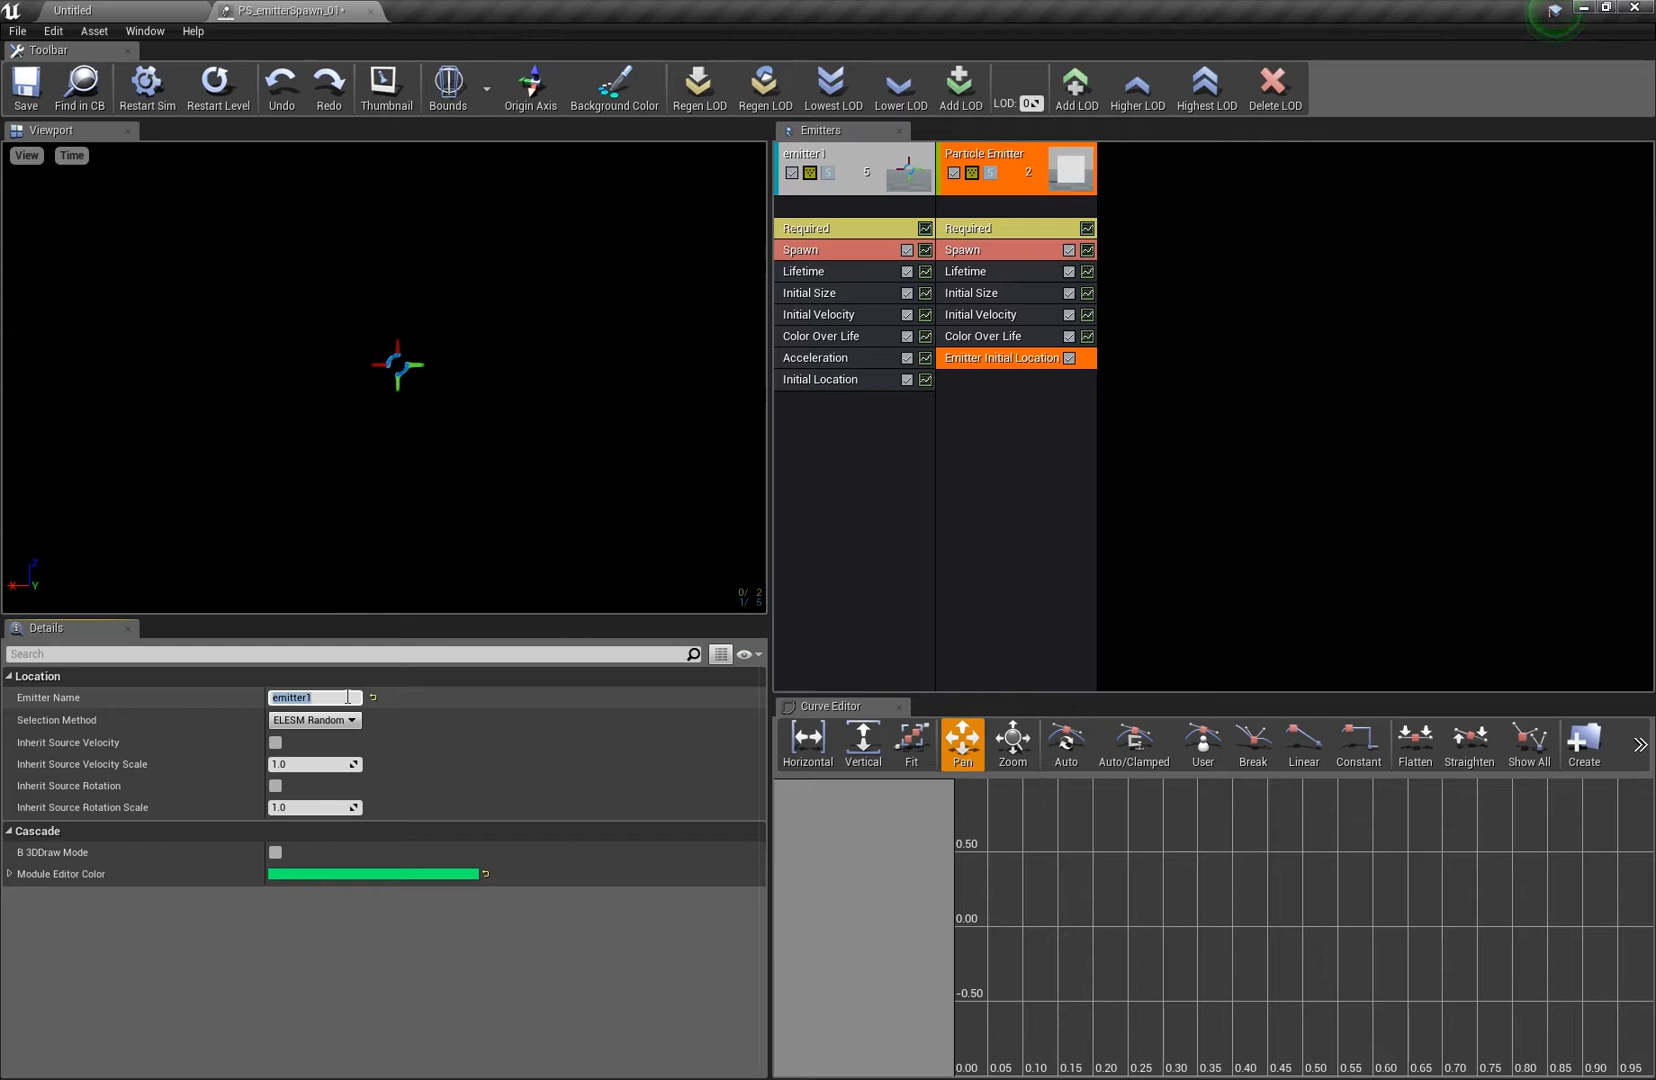 Untitled
PS_emitterSpawn_01*
File Edit Asset Window Help
Toolbar
Save Find in CB Restart Sim Restart Level Undo Redo Thumbnail Bounds Origin Axis Background Color Regen LOD Regen LOD Lowest LOD Lower LOD Add LOD LOD: 0 Add LOD Higher LOD Highest LOD Delete LOD
Viewport
View Time
X Y Z
0/ 2
1/ 5
Emitters
emitter1
S 5
Required
Spawn
Lifetime
Initial Size
Initial Velocity
Color Over Life
Acceleration
Initial Location
Particle Emitter
S 2
Required
Spawn
Lifetime
Initial Size
Initial Velocity
Color Over Life
Emitter Initial Location
Details
Search
Location
Emitter Name emitter1
Selection Method ELESM Random
Inherit Source Velocity
Inherit Source Velocity Scale 1.0
Inherit Source Rotation
Inherit Source Rotation Scale 1.0
Cascade
B 3DDraw Mode
Module Editor Color
Curve Editor
Horizontal Vertical Fit Pan Zoom Auto Auto/Clamped User Break Linear Constant Flatten Straighten Show All Create
0.50
0.00
-0.50
0.00 0.05 0.10 0.15 0.20 0.25 0.30 0.35 0.40 0.45 0.50 0.55 0.60 0.65 0.70 0.75 0.80 0.85 0.90 0.95